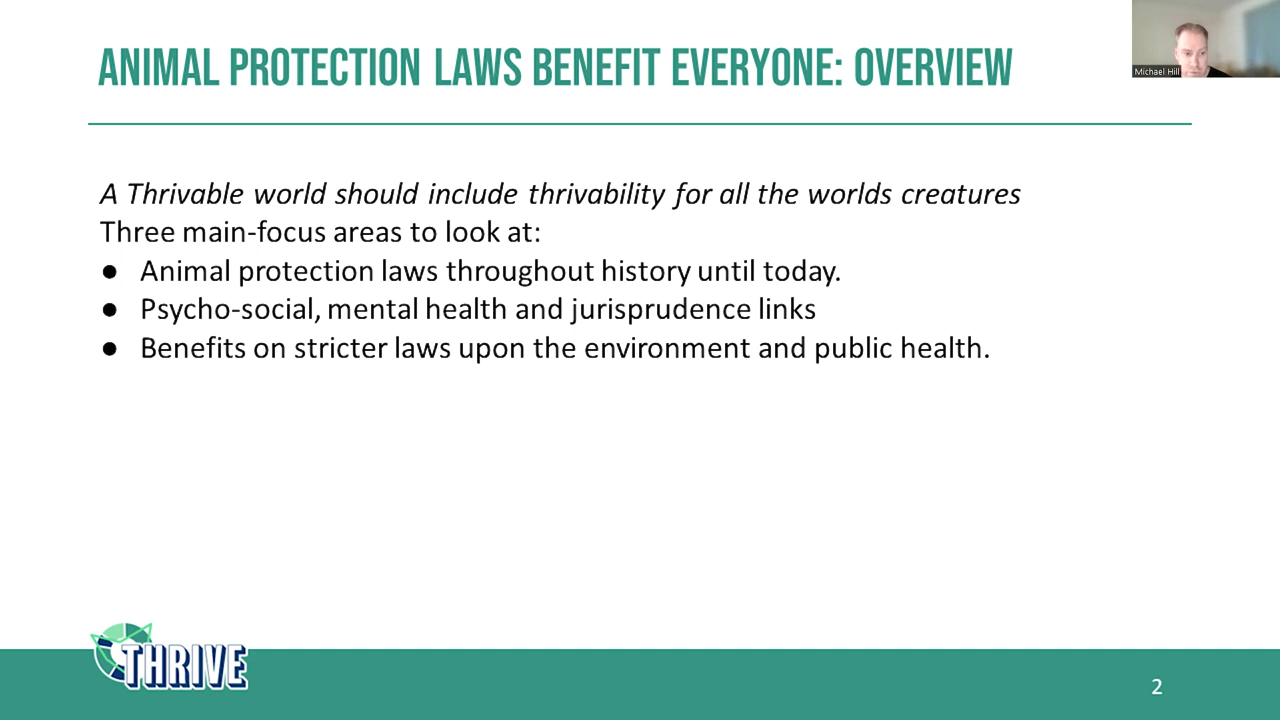 ANIMAL PROTECTION LAWS BENEFIT EVERYONE: OVERVIEW
Michael Hill
A Thrivable world should include thrivability for all the worlds creatures
Three main-focus areas to look at:
● Animal protection laws throughout history until today.
● Psycho-social, mental health and jurisprudence links
● Benefits on stricter laws upon the environment and public health.
THRIVE
2